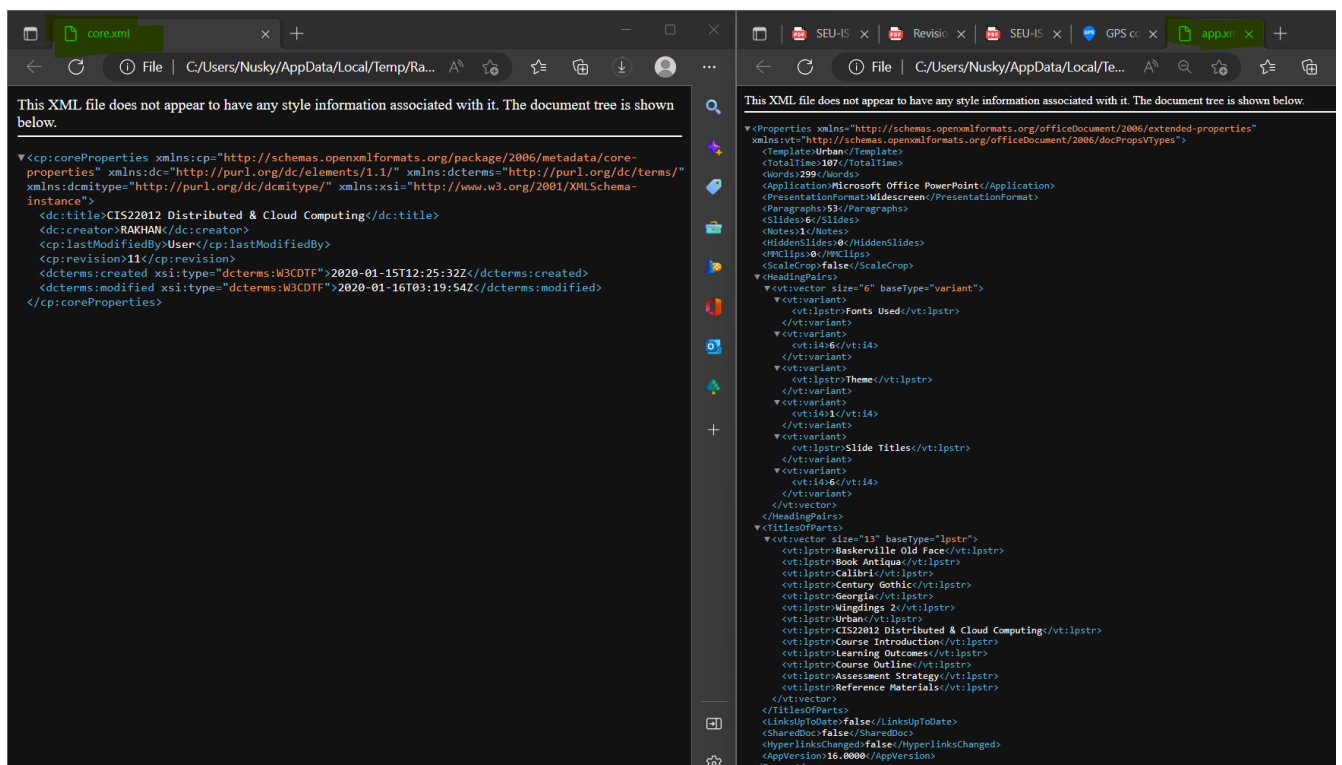 core.xml
File | C:/Users/Nusky/AppData/Local/Temp/Ra...
This XML file does not appear to have any style information associated with it. The document tree is shown
below.
▼<cp:coreProperties xmlns:cp="http://schemas.openxmlformats.org/package/2006/metadata/core-
properties" xmlns:dc="http://purl.org/dc/elements/1.1/" xmlns:dcterms="http://purl.org/dc/terms/"
xmlns:dcmitype="http://purl.org/dc/dcmitype/" xmlns:xsi="http://www.w3.org/2001/XMLSchema-
instance">
<dc:title>CIS22012 Distributed & Cloud Computing</dc:title>
<dc:creator>RAKHAN</dc:creator>
<cp:lastModifiedBy>User</cp:lastModifiedBy>
<cp:revision>11</cp:revision>
<dcterms:created xsi:type="dcterms:W3CDTF">2020-01-15T12:25:32Z</dcterms:created>
<dcterms:modified xsi:type="dcterms:W3CDTF">2020-01-16T03:19:54Z</dcterms:modified>
</cp:coreProperties>
SEU-IS
Revisio
SEU-IS
GPS co
app.xm
File | C:/Users/Nusky/AppData/Local/Te...
This XML file does not appear to have any style information associated with it. The document tree is shown below.
▼<Properties xmlns="http://schemas.openxmlformats.org/officeDocument/2006/extended-properties"
xmlns:vt="http://schemas.openxmlformats.org/officeDocument/2006/docPropsVTypes">
<Template>Urban</Template>
<TotalTime>107</TotalTime>
<Words>299</Words>
<Application>Microsoft Office PowerPoint</Application>
<PresentationFormat>Widescreen</PresentationFormat>
<Paragraphs>53</Paragraphs>
<Slides>6</Slides>
<Notes>1</Notes>
<HiddenSlides>0</HiddenSlides>
<MMClips>0</MMClips>
<ScaleCrop>false</ScaleCrop>
▼<HeadingPairs>
▼<vt:vector size="6" baseType="variant">
▼<vt:variant>
<vt:lpstr>Fonts Used</vt:lpstr>
</vt:variant>
▼<vt:variant>
<vt:i4>6</vt:i4>
</vt:variant>
▼<vt:variant>
<vt:lpstr>Theme</vt:lpstr>
</vt:variant>
▼<vt:variant>
<vt:i4>1</vt:i4>
</vt:variant>
▼<vt:variant>
<vt:lpstr>Slide Titles</vt:lpstr>
</vt:variant>
▼<vt:variant>
<vt:i4>6</vt:i4>
</vt:variant>
</vt:vector>
</HeadingPairs>
▼<TitlesOfParts>
▼<vt:vector size="13" baseType="lpstr">
<vt:lpstr>Baskerville Old Face</vt:lpstr>
<vt:lpstr>Book Antiqua</vt:lpstr>
<vt:lpstr>Calibri</vt:lpstr>
<vt:lpstr>Century Gothic</vt:lpstr>
<vt:lpstr>Georgia</vt:lpstr>
<vt:lpstr>Wingdings 2</vt:lpstr>
<vt:lpstr>Urban</vt:lpstr>
<vt:lpstr>CIS22012 Distributed & Cloud Computing</vt:lpstr>
<vt:lpstr>Course Introduction</vt:lpstr>
<vt:lpstr>Learning Outcomes</vt:lpstr>
<vt:lpstr>Course Outline</vt:lpstr>
<vt:lpstr>Assessment Strategy</vt:lpstr>
<vt:lpstr>Reference Materials</vt:lpstr>
</vt:vector>
</TitlesOfParts>
<LinksUpToDate>false</LinksUpToDate>
<SharedDoc>false</SharedDoc>
<HyperlinksChanged>false</HyperlinksChanged>
<AppVersion>16.0000</AppVersion>